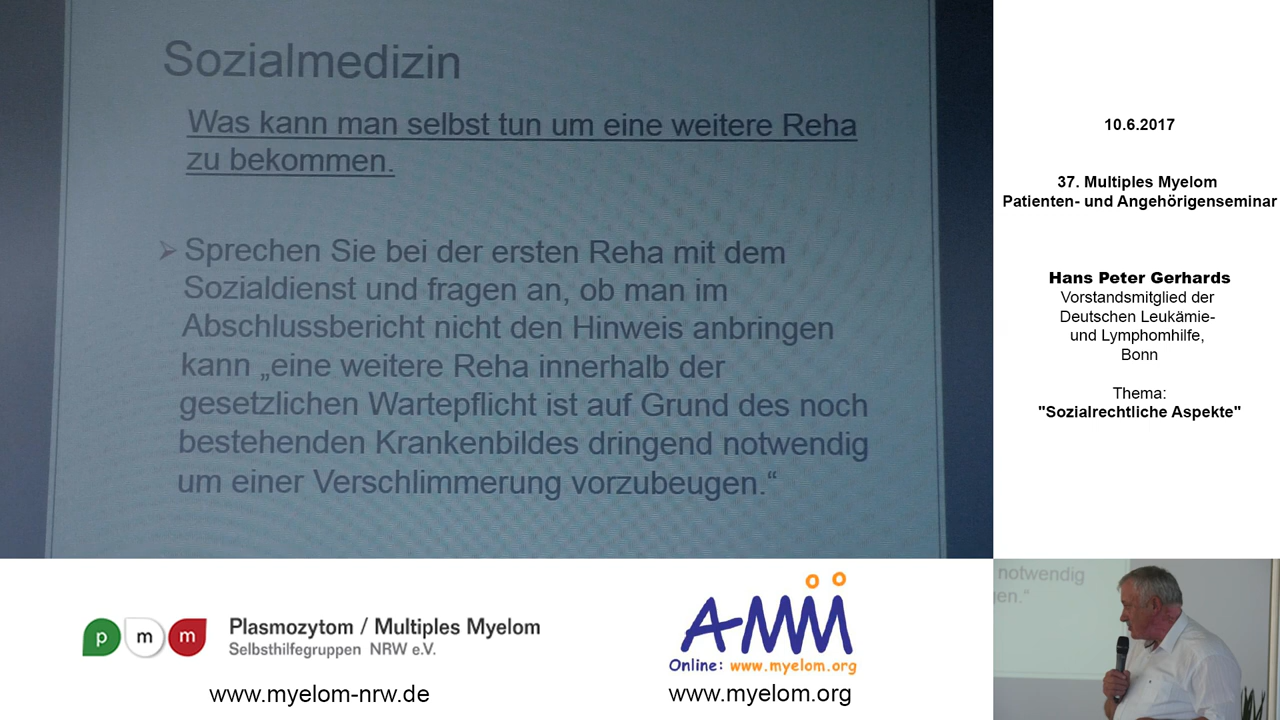 Sozialmedizin
Was kann man selbst tun um eine weitere Reha
zu bekommen.
Sprechen Sie bei der ersten Reha mit dem
Sozialdienst und fragen an, ob man im
Abschlussbericht nicht den Hinweis anbringen
kann „eine weitere Reha innerhalb der
gesetzlichen Wartepflicht ist auf Grund des noch
bestehenden Krankenbildes dringend notwendig
um einer Verschlimmerung vorzubeugen.“
10.6.2017
37. Multiples Myelom
Patienten- und Angehörigenseminar
Hans Peter Gerhards
Vorstandsmitglied der
Deutschen Leukämie-
und Lymphomhilfe,
Bonn
Thema:
"Sozialrechtliche Aspekte"
notwendig
en.“
p m m
Plasmozytom / Multiples Myelom
Selbsthilfegruppen NRW e.V.
www.myelom-nrw.de
AMM
Online: www.myelom.org
www.myelom.org